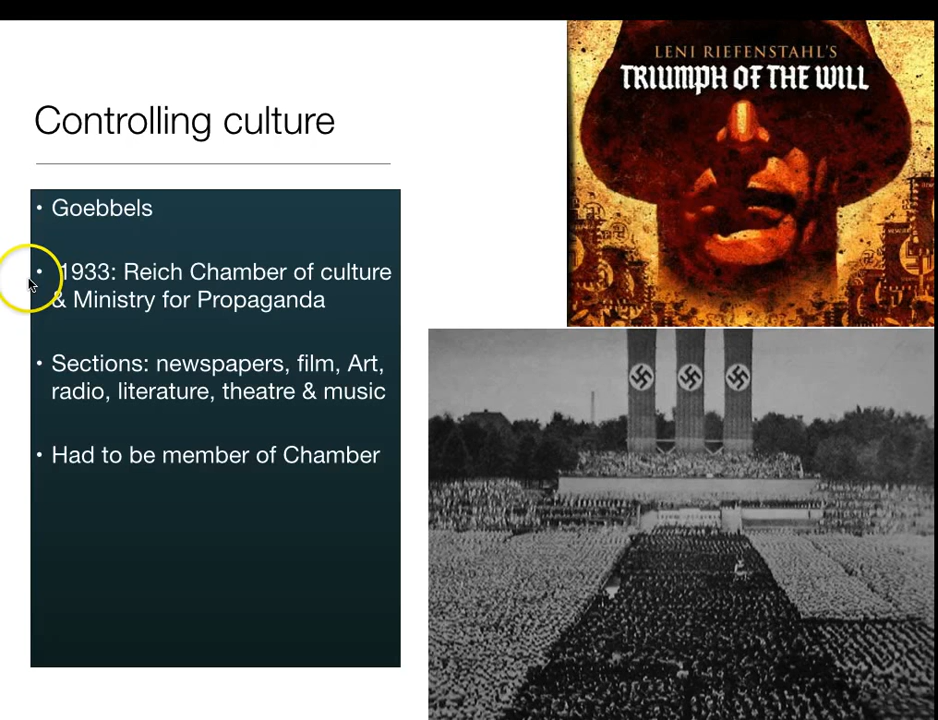 LENI RIEFENSTAHL'S
TRIUMPH OF THE WILL
Controlling culture
• Goebbels
• 1933: Reich Chamber of culture
& Ministry for Propaganda
• Sections: newspapers, film, Art,
radio, literature, theatre & music
• Had to be member of Chamber